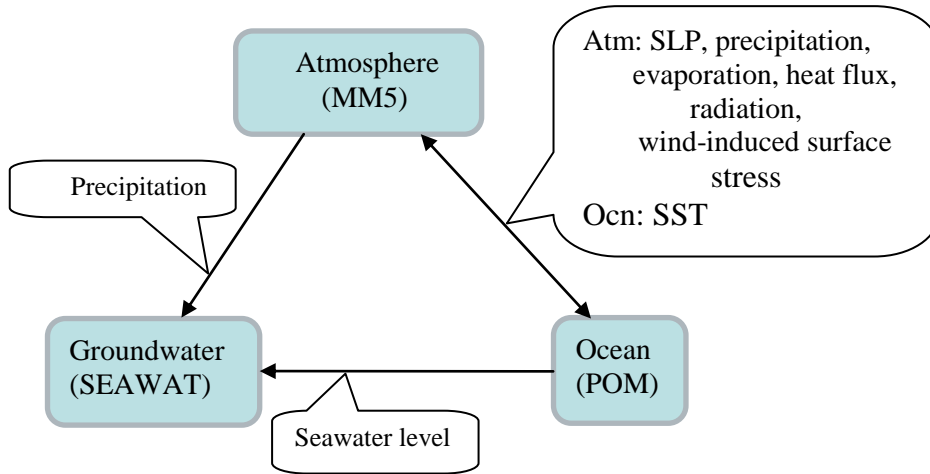 Atmosphere
(MM5)
Atm: SLP, precipitation,
evaporation, heat flux,
radiation,
wind-induced surface
stress
Ocn: SST
Precipitation
Groundwater
(SEAWAT)
Ocean
(POM)
Seawater level